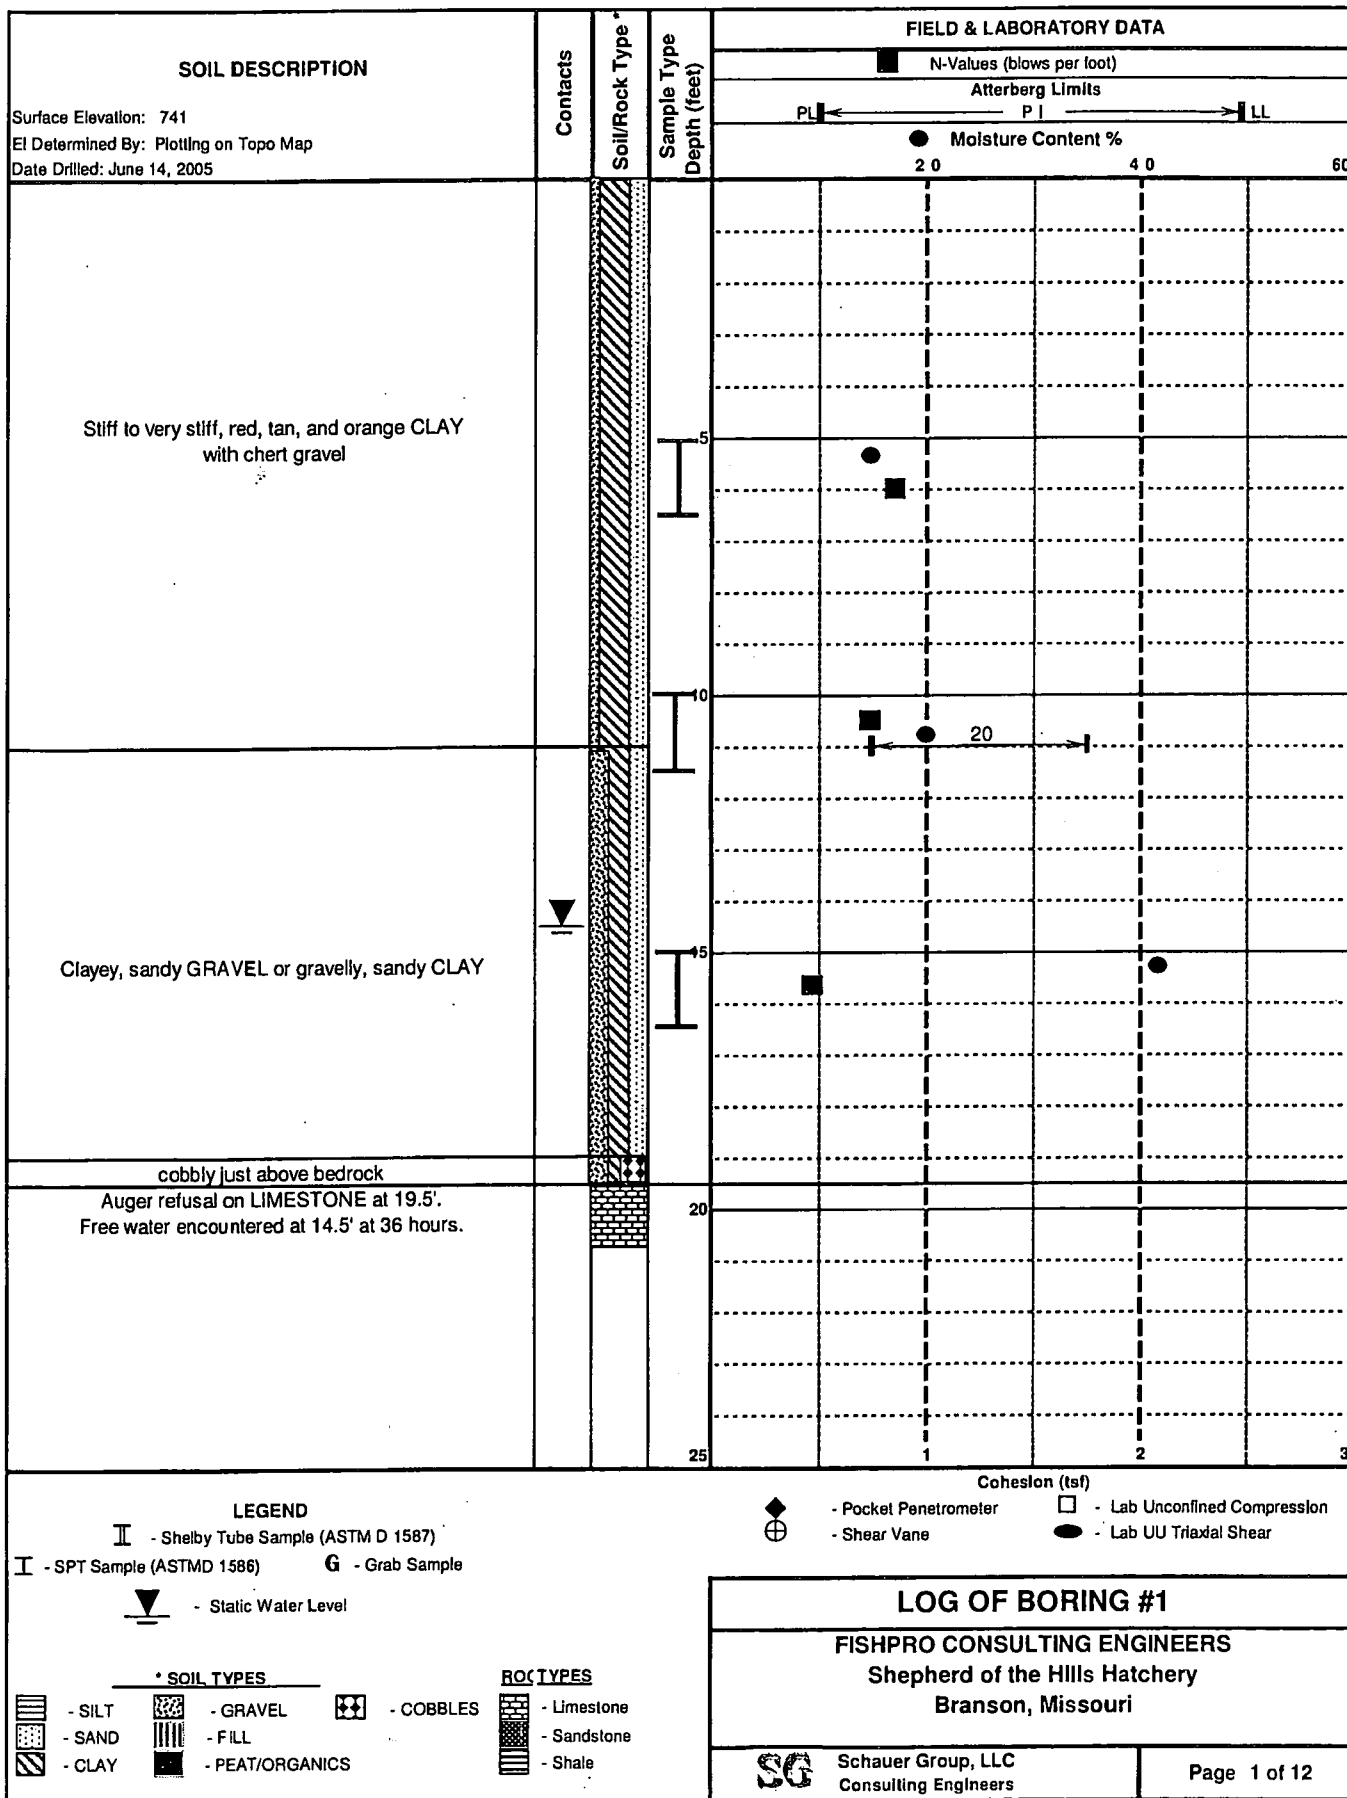 SOIL DESCRIPTION
Surface Elevation: 741
El Determined By: Plotting on Topo Map
Date Drilled: June 14, 2005
Contacts
Soil/Rock Type *
Sample Type
Depth (feet)
FIELD & LABORATORY DATA
N-Values (blows per foot)
Atterberg Limits
PL PI LL
Moisture Content %
20 40 60
Stiff to very stiff, red, tan, and orange CLAY
with chert gravel
5
10
20
Clayey, sandy GRAVEL or gravelly, sandy CLAY
15
cobbly just above bedrock
Auger refusal on LIMESTONE at 19.5'.
Free water encountered at 14.5' at 36 hours.
20
25
1 2 3
Cohesion (tsf)
- Pocket Penetrometer
- Lab Unconfined Compression
- Shear Vane
- Lab UU Triaxial Shear
LEGEND
- Shelby Tube Sample (ASTM D 1587)
- SPT Sample (ASTMD 1586)
G - Grab Sample
- Static Water Level
* SOIL TYPES
- SILT
- GRAVEL
- COBBLES
- SAND
- FILL
- CLAY
- PEAT/ORGANICS
ROCTYPES
- Limestone
- Sandstone
- Shale
LOG OF BORING #1
FISHPRO CONSULTING ENGINEERS
Shepherd of the Hills Hatchery
Branson, Missouri
SG
Schauer Group, LLC
Consulting Engineers
Page 1 of 12